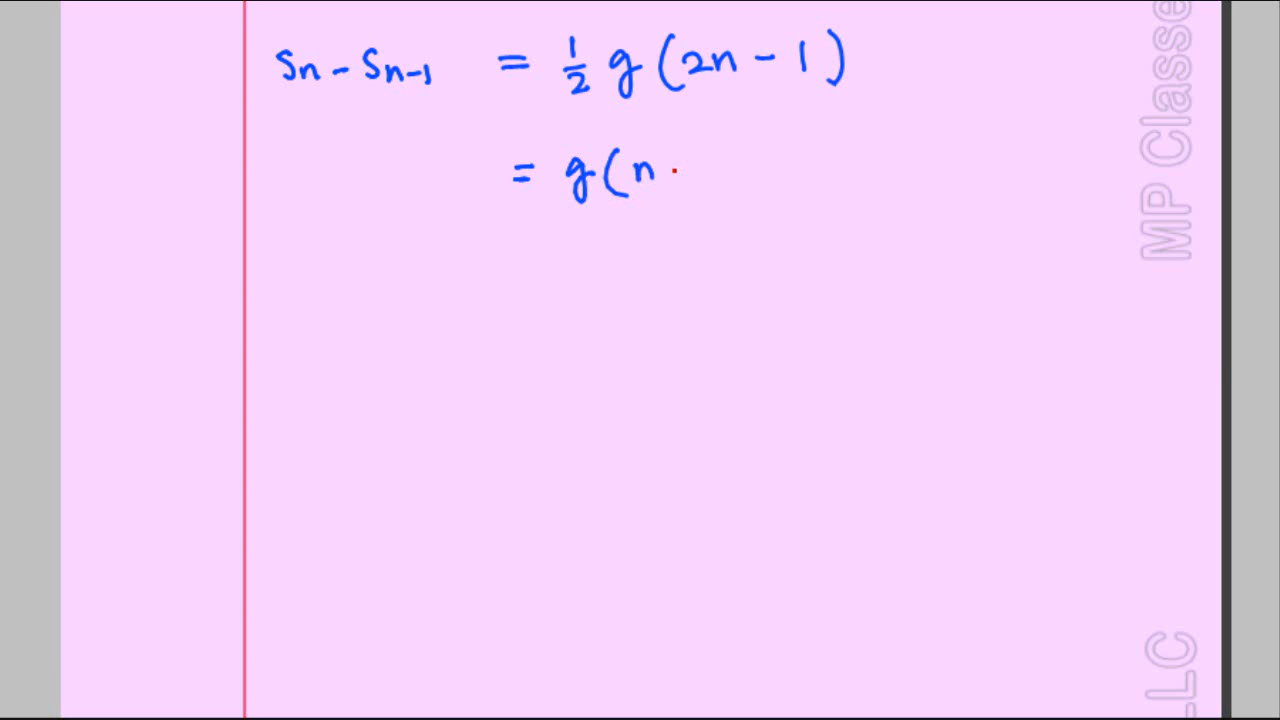 Sn - Sn-1 = 1/2 g (2n - 1)
= g (n
MP Classe
LLC